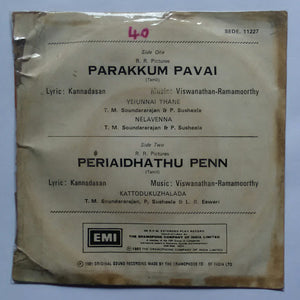 40
SEDE. 11227
Side One
R. R. Pictures
PARAKKUM PAVAI
(Tamil)
Lyric : Kannadasan Music : Viswanathan-Ramamoorthy
YEIUNNAI THANE
T. M. Soundararajan & P. Susheela
NELAVENNA
T. M. Soundararajan & P. Susheela
Side Two
R. R. Pictures
PERIAIDHATHU PENN
(Tamil)
Lyric : Kannadasan Music : Viswanathan-Ramamoorthy
KATTODUKUZHALADA
T. M. Soundararajan, P. Susheela & L. R. Eswari
EMI
THE GRAMOPHONE COMPANY OF INDIA LIMITED